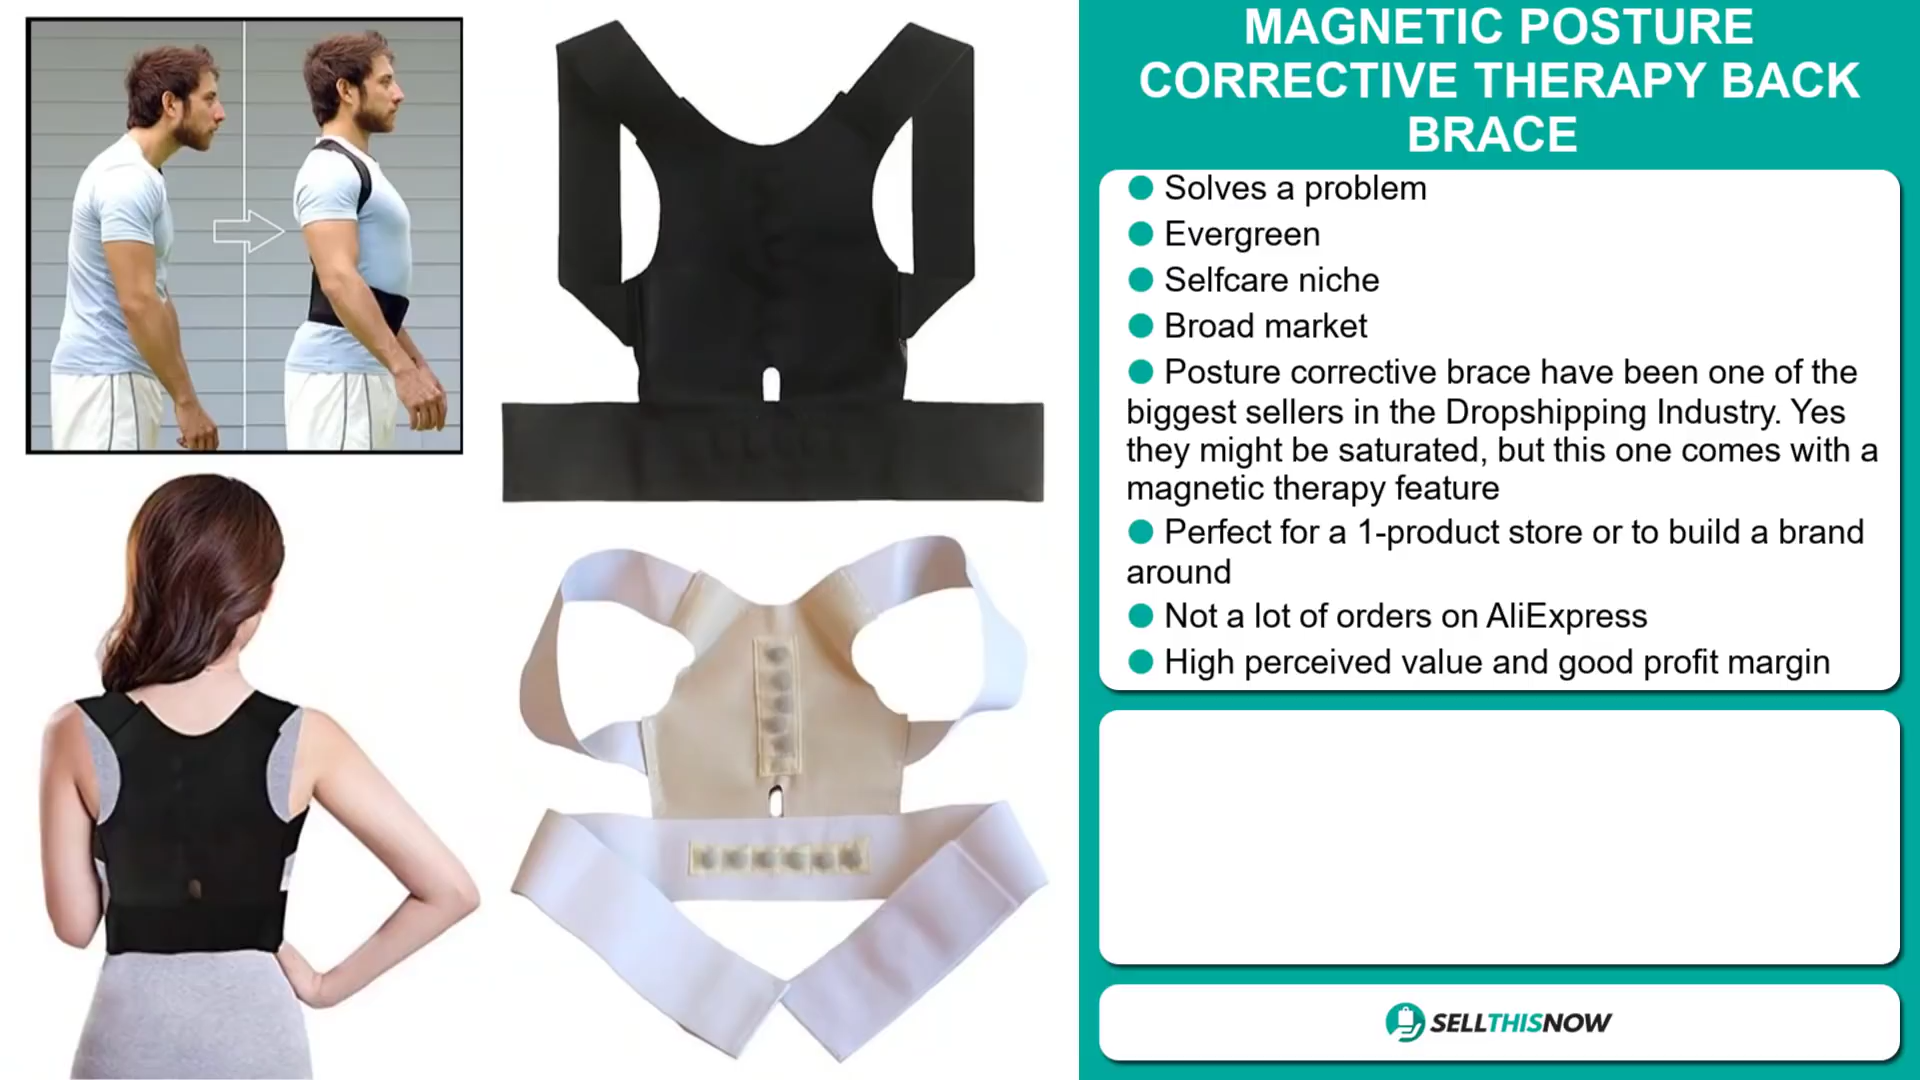 MAGNETIC POSTURE
CORRECTIVE THERAPY BACK
BRACE
Solves a problem
Evergreen
Selfcare niche
Broad market
Posture corrective brace have been one of the
biggest sellers in the Dropshipping Industry. Yes
they might be saturated, but this one comes with a
magnetic therapy feature
Perfect for a 1-product store or to build a brand
around
Not a lot of orders on AliExpress
High perceived value and good profit margin
SELLTHISNOW